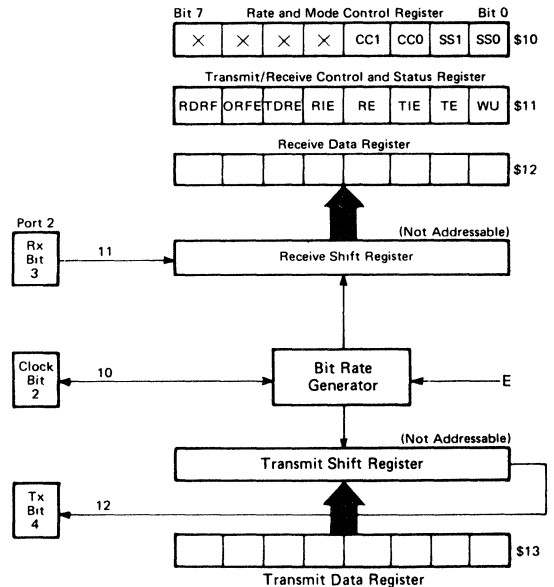 Bit 7 Rate and Mode Control Register Bit 0
X X X X CC1 CC0 SS1 SS0 $10
Transmit/Receive Control and Status Register
RDRF ORFE TDRE RIE RE TIE TE WU $11
Receive Data Register
$12
Port 2
(Not Addressable)
Rx
Bit
3
11
Receive Shift Register
Clock
Bit
2
10
Bit Rate
Generator
E
(Not Addressable)
Transmit Shift Register
Tx
Bit
4
12
$13
Transmit Data Register